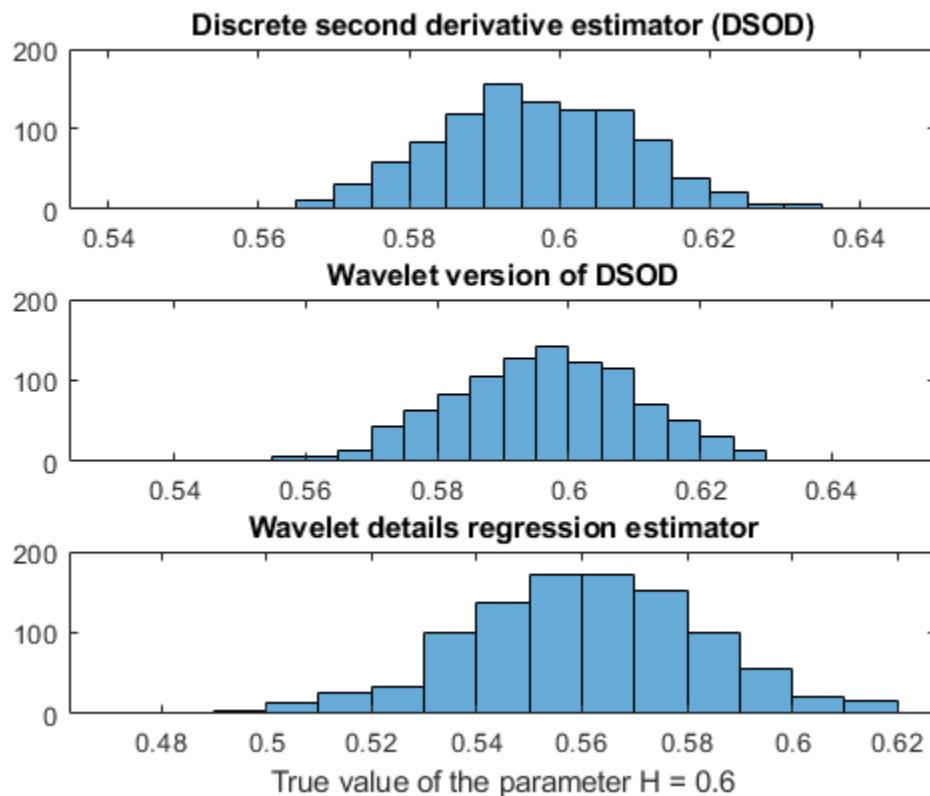 Discrete second derivative estimator (DSOD)
200
100
0
0.54 0.56 0.58 0.6 0.62 0.64
Wavelet version of DSOD
200
100
0
0.54 0.56 0.58 0.6 0.62 0.64
Wavelet details regression estimator
200
100
0
0.48 0.5 0.52 0.54 0.56 0.58 0.6 0.62
True value of the parameter H = 0.6